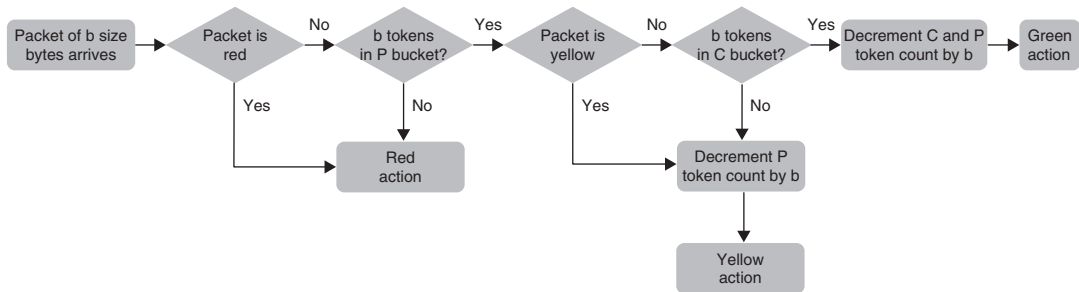 Packet of b size
bytes arrives
Packet is
red
No
b tokens
in P bucket?
Yes
Packet is
yellow
No
b tokens
in C bucket?
Yes
Decrement C and P
token count by b
Green
action
Yes
No
Yes
No
Red
action
Decrement P
token count by b
Yellow
action